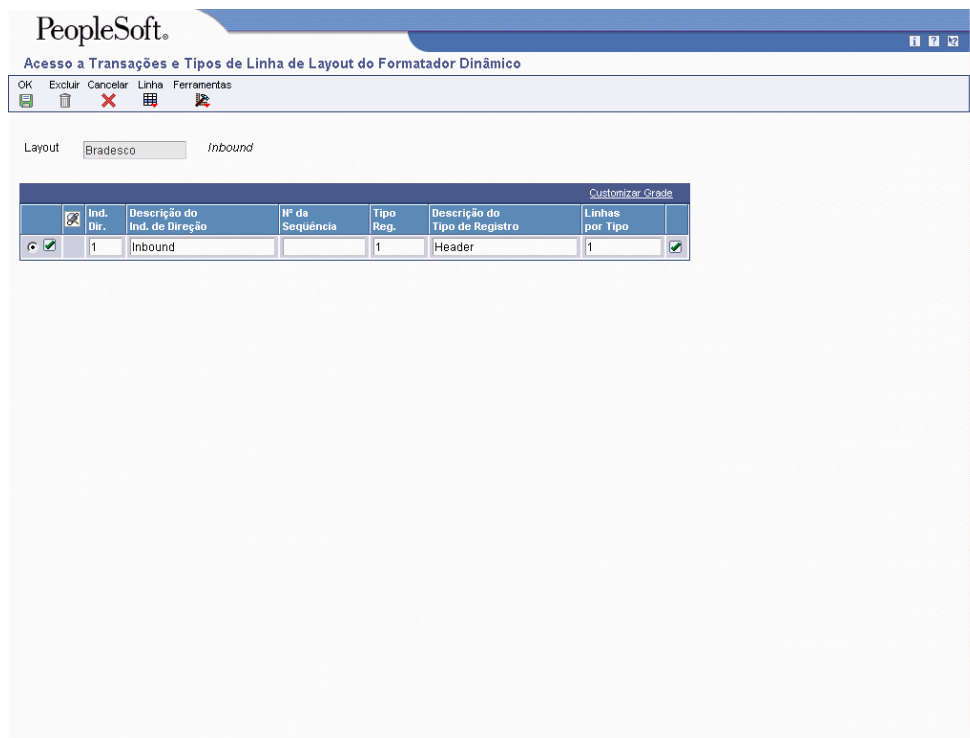 PeopleSoft.
Acesso a Transações e Tipos de Linha de Layout do Formatador Dinâmico
OK Excluir Cancelar Linha Ferramentas
Layout Bradesco Inbound
Customizar Grade
Ind. Dir. Descrição do Ind. de Direção Nº da Seqüência Tipo Reg. Descrição do Tipo de Registro Linhas por Tipo
1 Inbound 1 Header 1